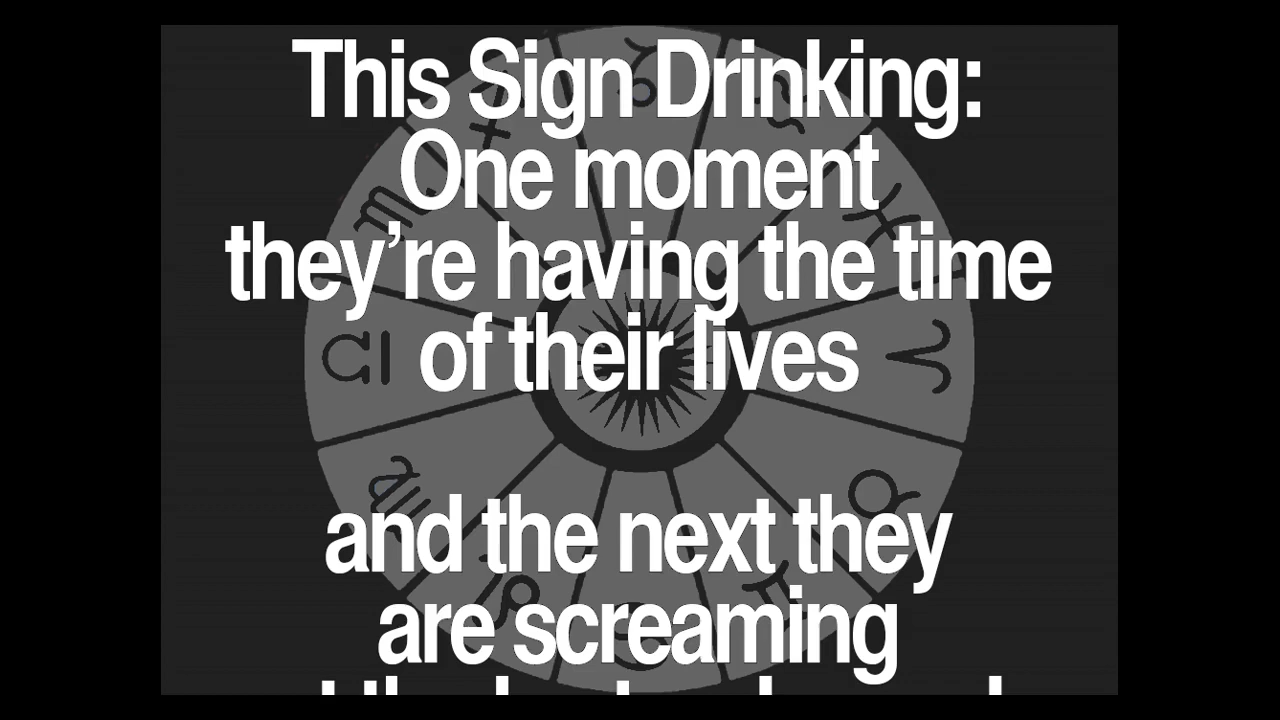 This Sign Drinking:
One moment
they’re having the time
of their lives
and the next they
are screaming